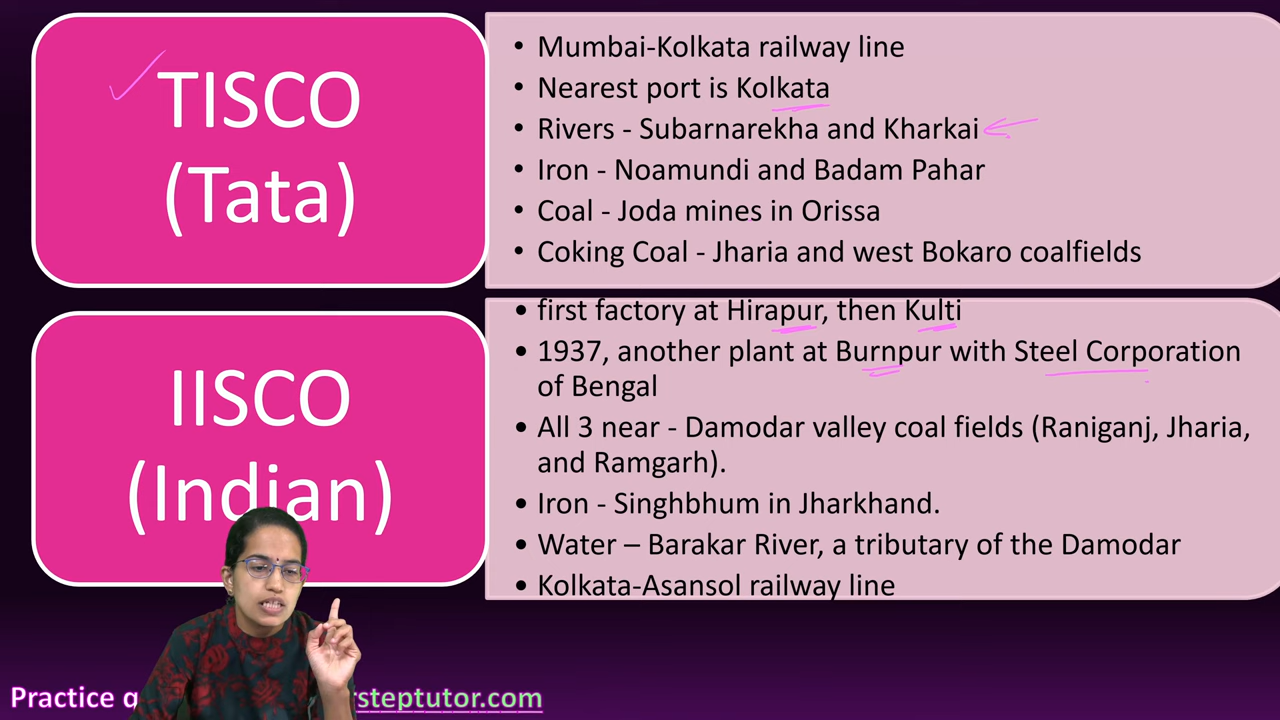 TISCO
(Tata)
• Mumbai-Kolkata railway line
• Nearest port is Kolkata
• Rivers - Subarnarekha and Kharkai
• Iron - Noamundi and Badam Pahar
• Coal - Joda mines in Orissa
• Coking Coal - Jharia and west Bokaro coalfields
IISCO
(Indian)
• first factory at Hirapur, then Kulti
• 1937, another plant at Burnpur with Steel Corporation
of Bengal
• All 3 near - Damodar valley coal fields (Raniganj, Jharia,
and Ramgarh).
• Iron - Singhbhum in Jharkhand.
• Water – Barakar River, a tributary of the Damodar
• Kolkata-Asansol railway line
Practice q
rsteptutor.com